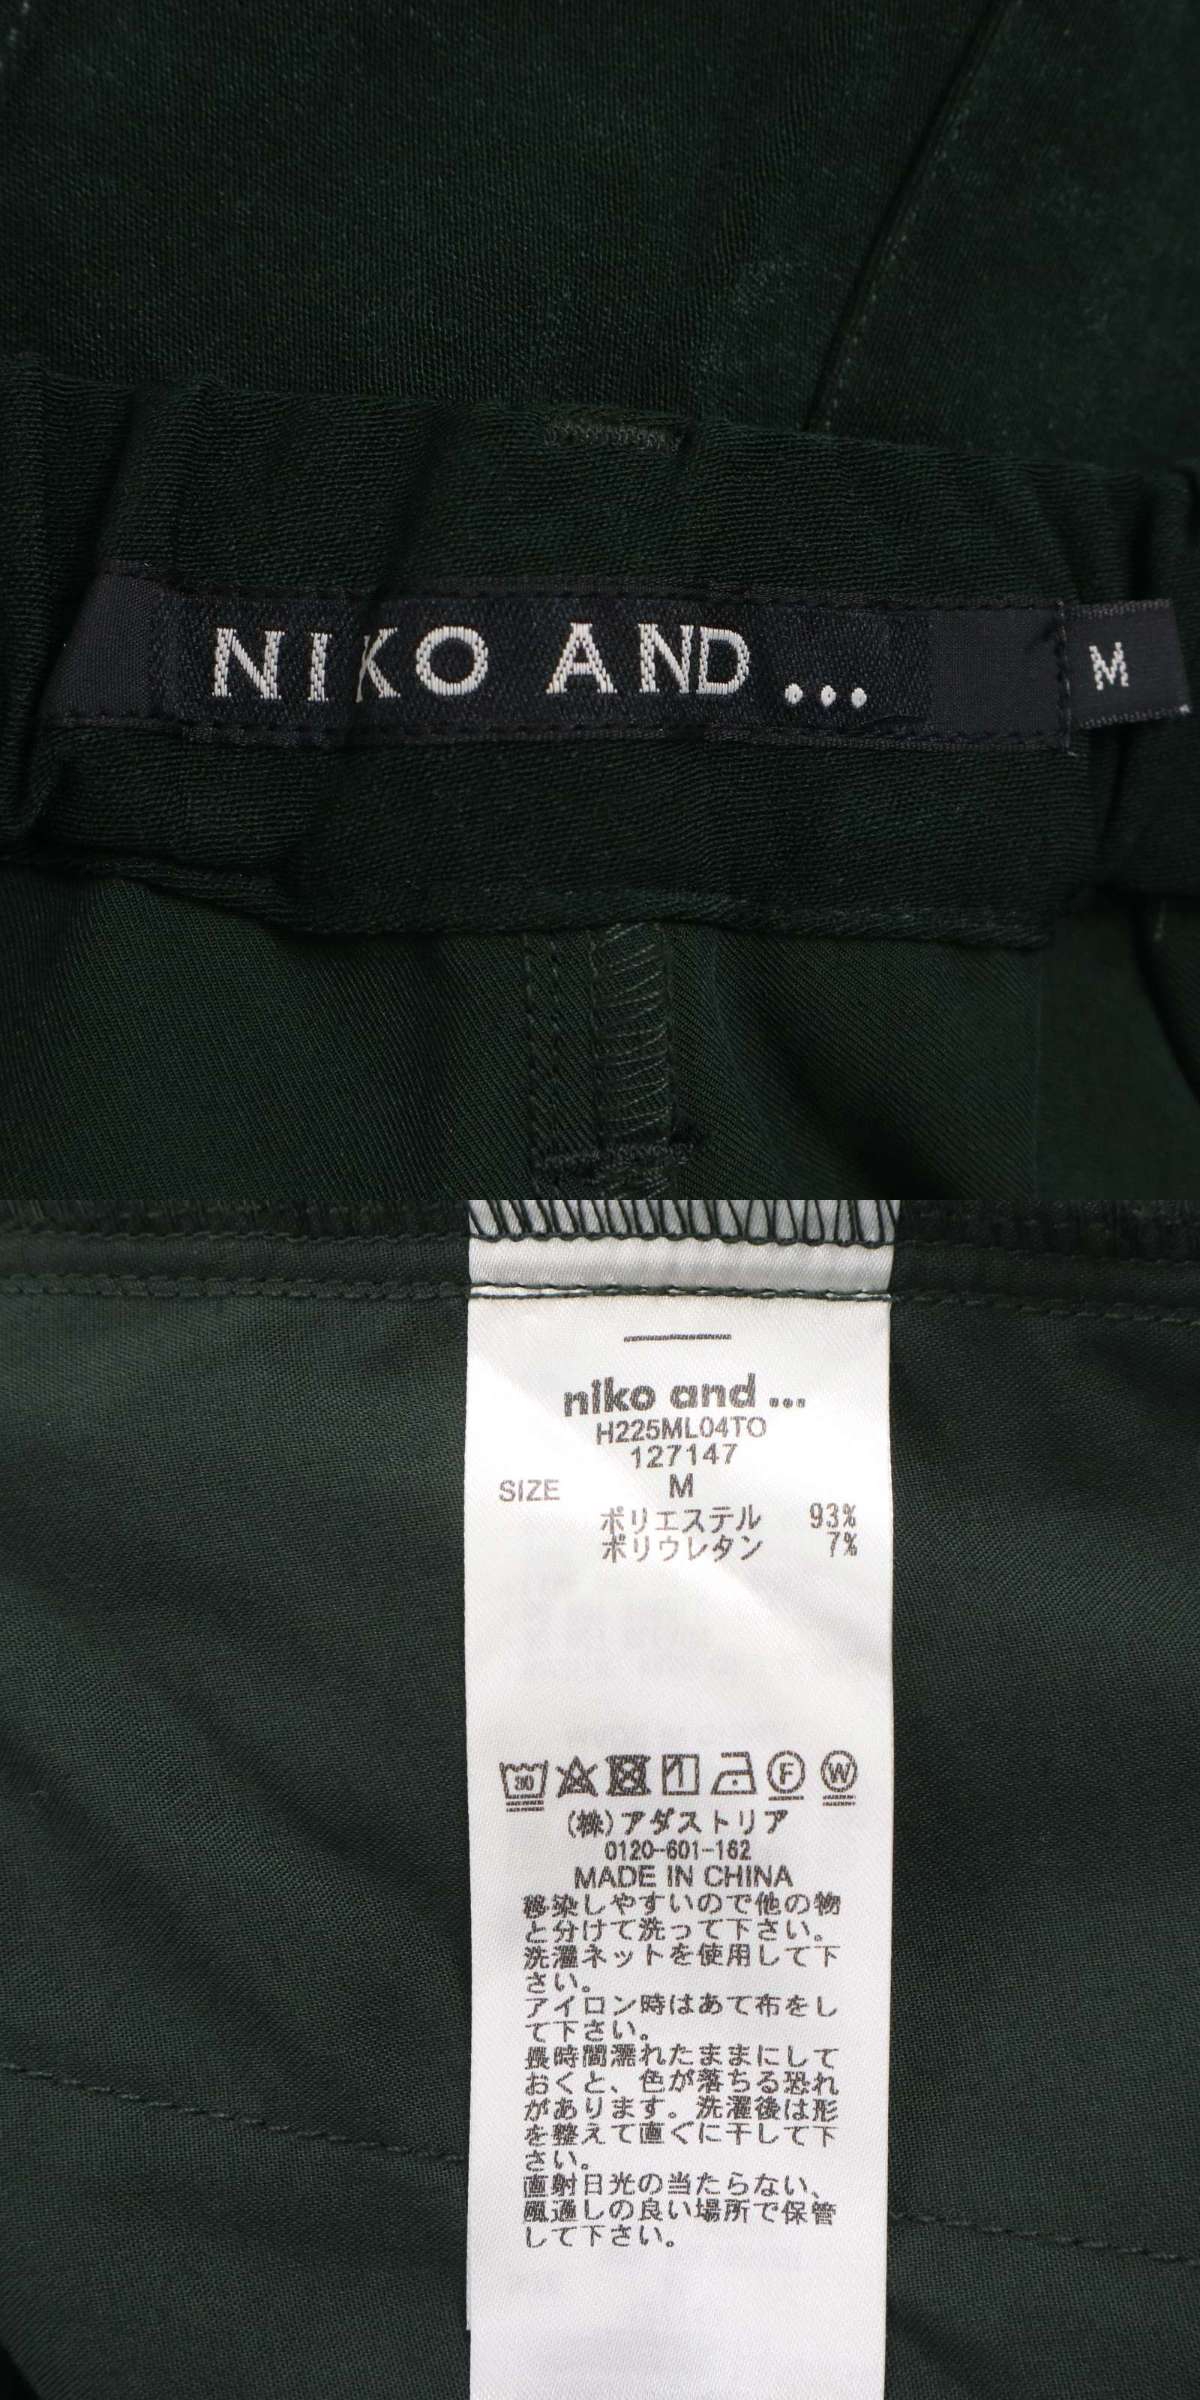 NIKO AND ...
M
niko and ...
H225ML04TO
127147
SIZE M
ポリエステル 93%
ポリウレタン 7%
30 F W
(株)アダストリア
0120-601-162
MADE IN CHINA
移染しやすいので他の物
と分けて洗って下さい。
洗濯ネットを使用して下
さい。
アイロン時はあて布をし
て下さい。
長時間濡れたままにして
おくと、色が落ちる恐れ
があります。洗濯後は形
を整えて直ぐに干して下
さい。
直射日光の当たらない、
風通しの良い場所で保管
して下さい。